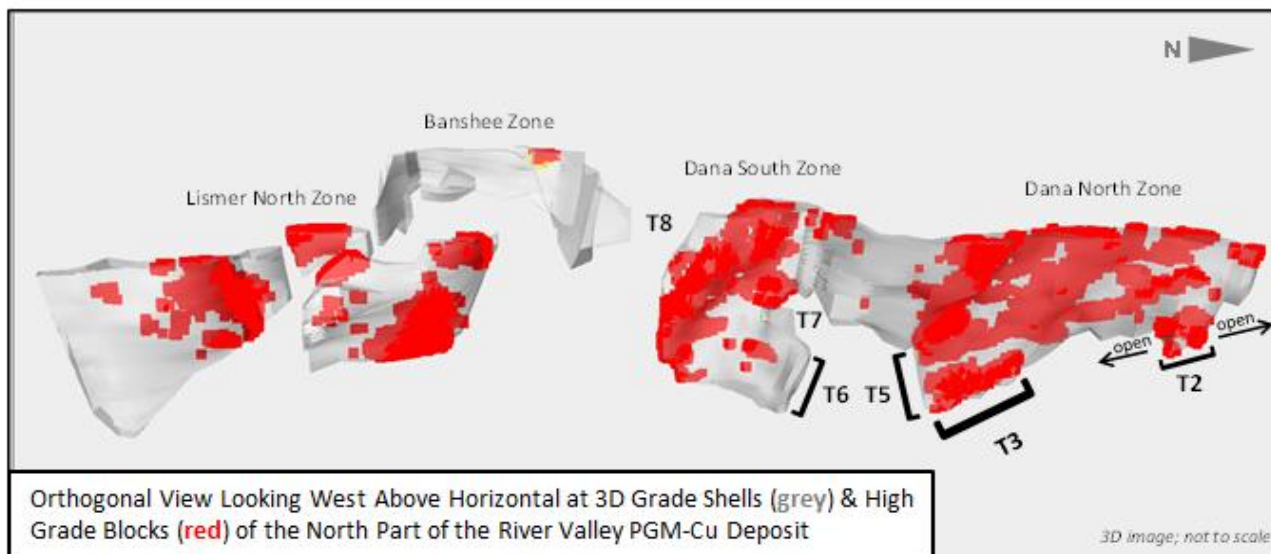 N
Banshee Zone
Dana South Zone
Dana North Zone
Lismer North Zone
T8
T7
open
open
T6
T5
T2
T3
Orthogonal View Looking West Above Horizontal at 3D Grade Shells (grey) & High
Grade Blocks (red) of the North Part of the River Valley PGM-Cu Deposit
3D image; not to scale